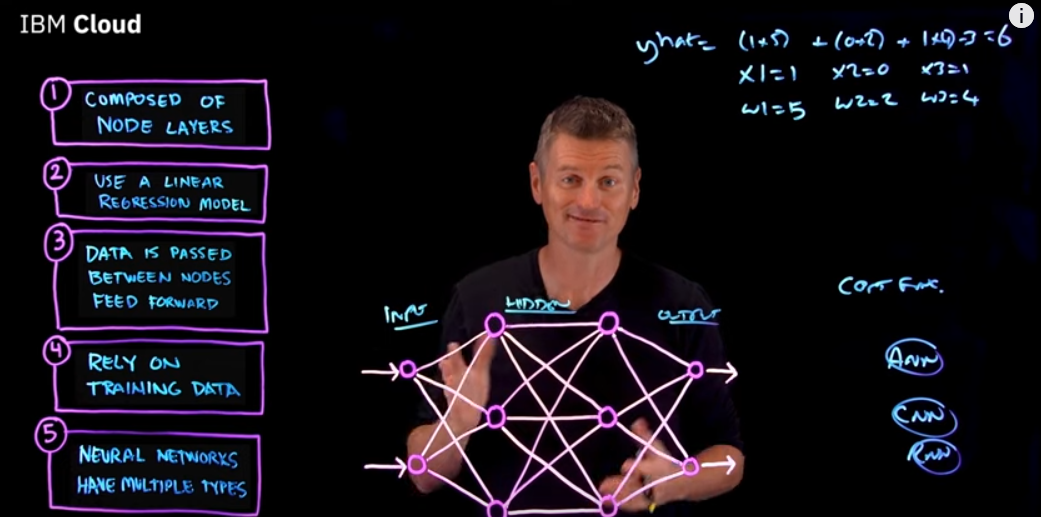 IBM Cloud
i
yhat= (1*5) + (0*2) + 1*4)-3=6
x1=1 x2=0 x3=1
w1=5 w2=2 w3=4
1
COMPOSED OF
NODE LAYERS
2
USE A LINEAR
REGRESSION MODEL
3
DATA IS PASSED
BETWEEN NODES
FEED FORWARD
4
RELY ON
TRAINING DATA
5
NEURAL NETWORKS
HAVE MULTIPLE TYPES
INPUT HIDDEN OUTPUT
COST FUNC.
ANN
CNN
RNN